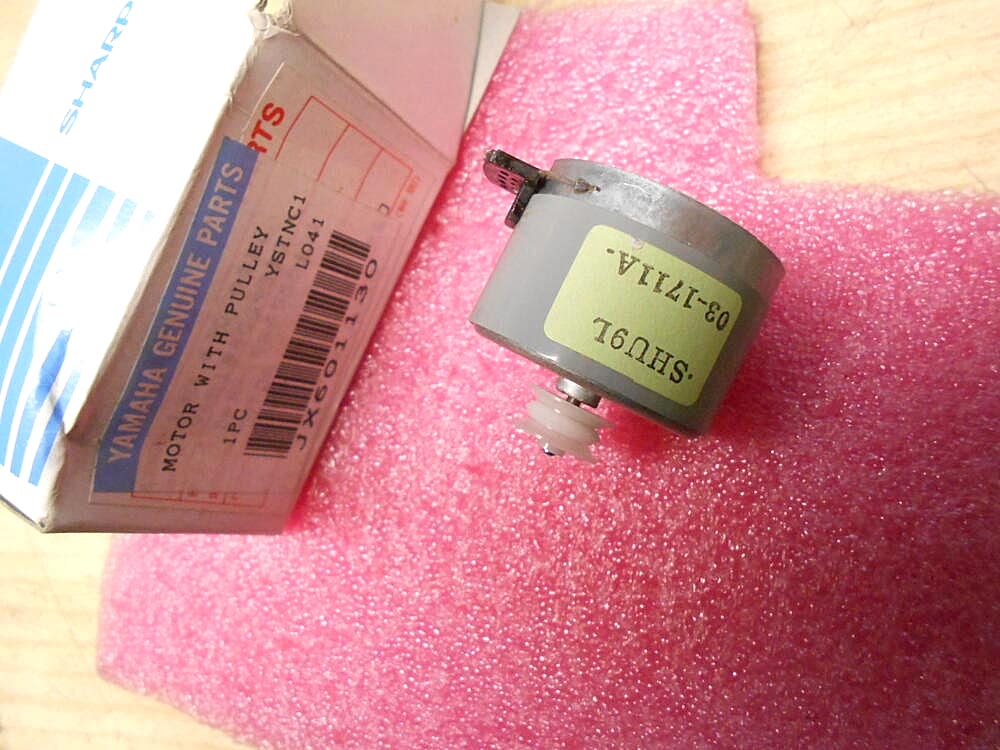 SHARP
RTS
YAMAHA GENUINE PARTS
MOTOR WITH PULLEY
YSTNC1
1PC
L041
JX601130
·SHU9L
03-1711A·